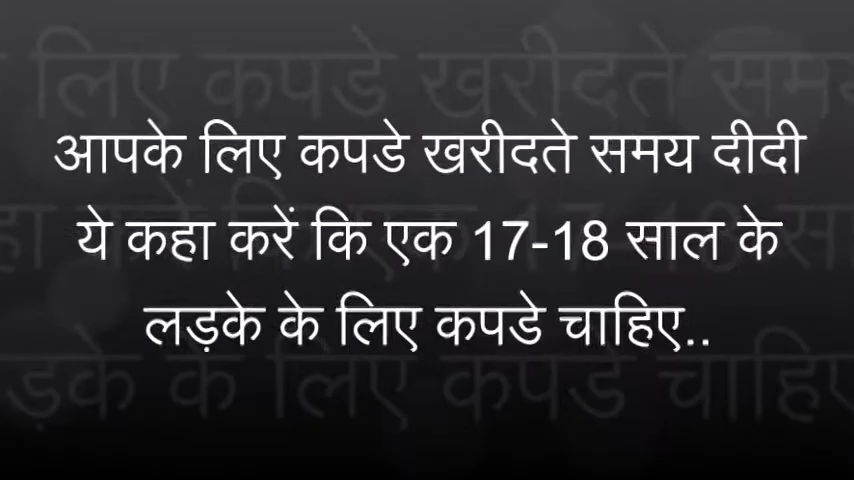 आपके लिए कपडे खरीदते समय दीदी
ये कहा करें कि एक 17-18 साल के
लड़के के लिए कपडे चाहिए..